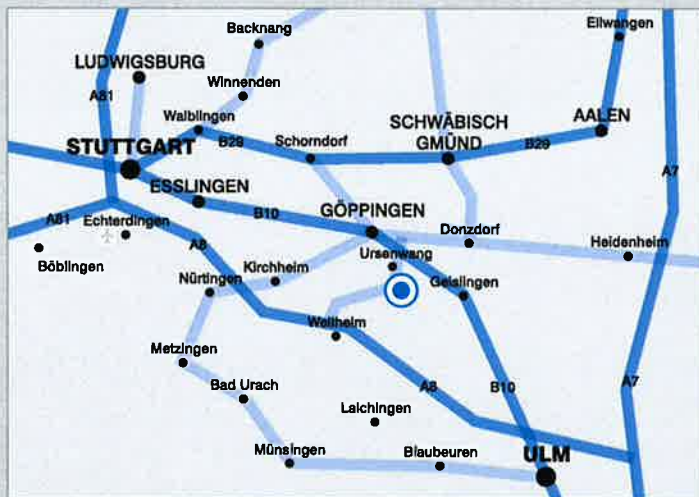 Ellwangen
Backnang
LUDWIGSBURG
Winnenden
A81
Waiblingen
B29
Schorndorf
SCHWÄBISCH
GMÜND
B29
AALEN
STUTTGART
A7
ESSLINGEN
B10
GÖPPINGEN
A81
Echterdingen
A8
Donzdorf
Heidenheim
Böblingen
Ursenwang
Kirchheim
Nürtingen
Geislingen
Weilheim
Metzingen
Bad Urach
A8
B10
A7
Laichingen
Münsingen
Blaubeuren
ULM